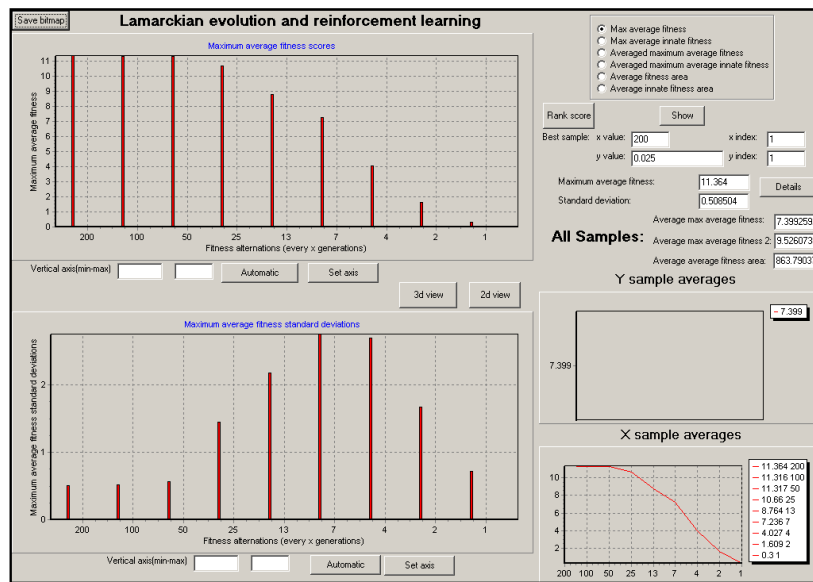 Save bitmap
Lamarckian evolution and reinforcement learning
Maximum average fitness scores
Maximum average fitness
11
10
9
8
7
6
5
4
3
2
1
0
200 100 50 25 13 7 4 2 1
Fitness alternations (every x generations)
Vertical axis(min-max)
Automatic
Set axis
3d view
2d view
Maximum average fitness standard deviations
Maximum average fitness standard deviations
2
1
0
200 100 50 25 13 7 4 2 1
Fitness alternations (every x generations)
Vertical axis(min-max)
Automatic
Set axis
Max average fitness
Max average innate fitness
Averaged maximum average fitness
Averaged maximum average innate fitness
Average fitness area
Average innate fitness area
Rank score
Show
Best sample: x value: 200 x index: 1
y value: 0.025 y index: 1
Maximum average fitness: 11.364
Standard deviation: 0.508504
Details
All Samples:
Average max average fitness: 7.399259
Average max average fitness 2: 9.526073
Average average fitness area: 863.7903
Y sample averages
7.399
7.399
X sample averages
10
8
6
4
2
200 100 50 25 13 7 4 2 1
11.364 200
11.316 100
11.317 50
10.66 25
8.764 13
7.236 7
4.027 4
1.609 2
0.3 1